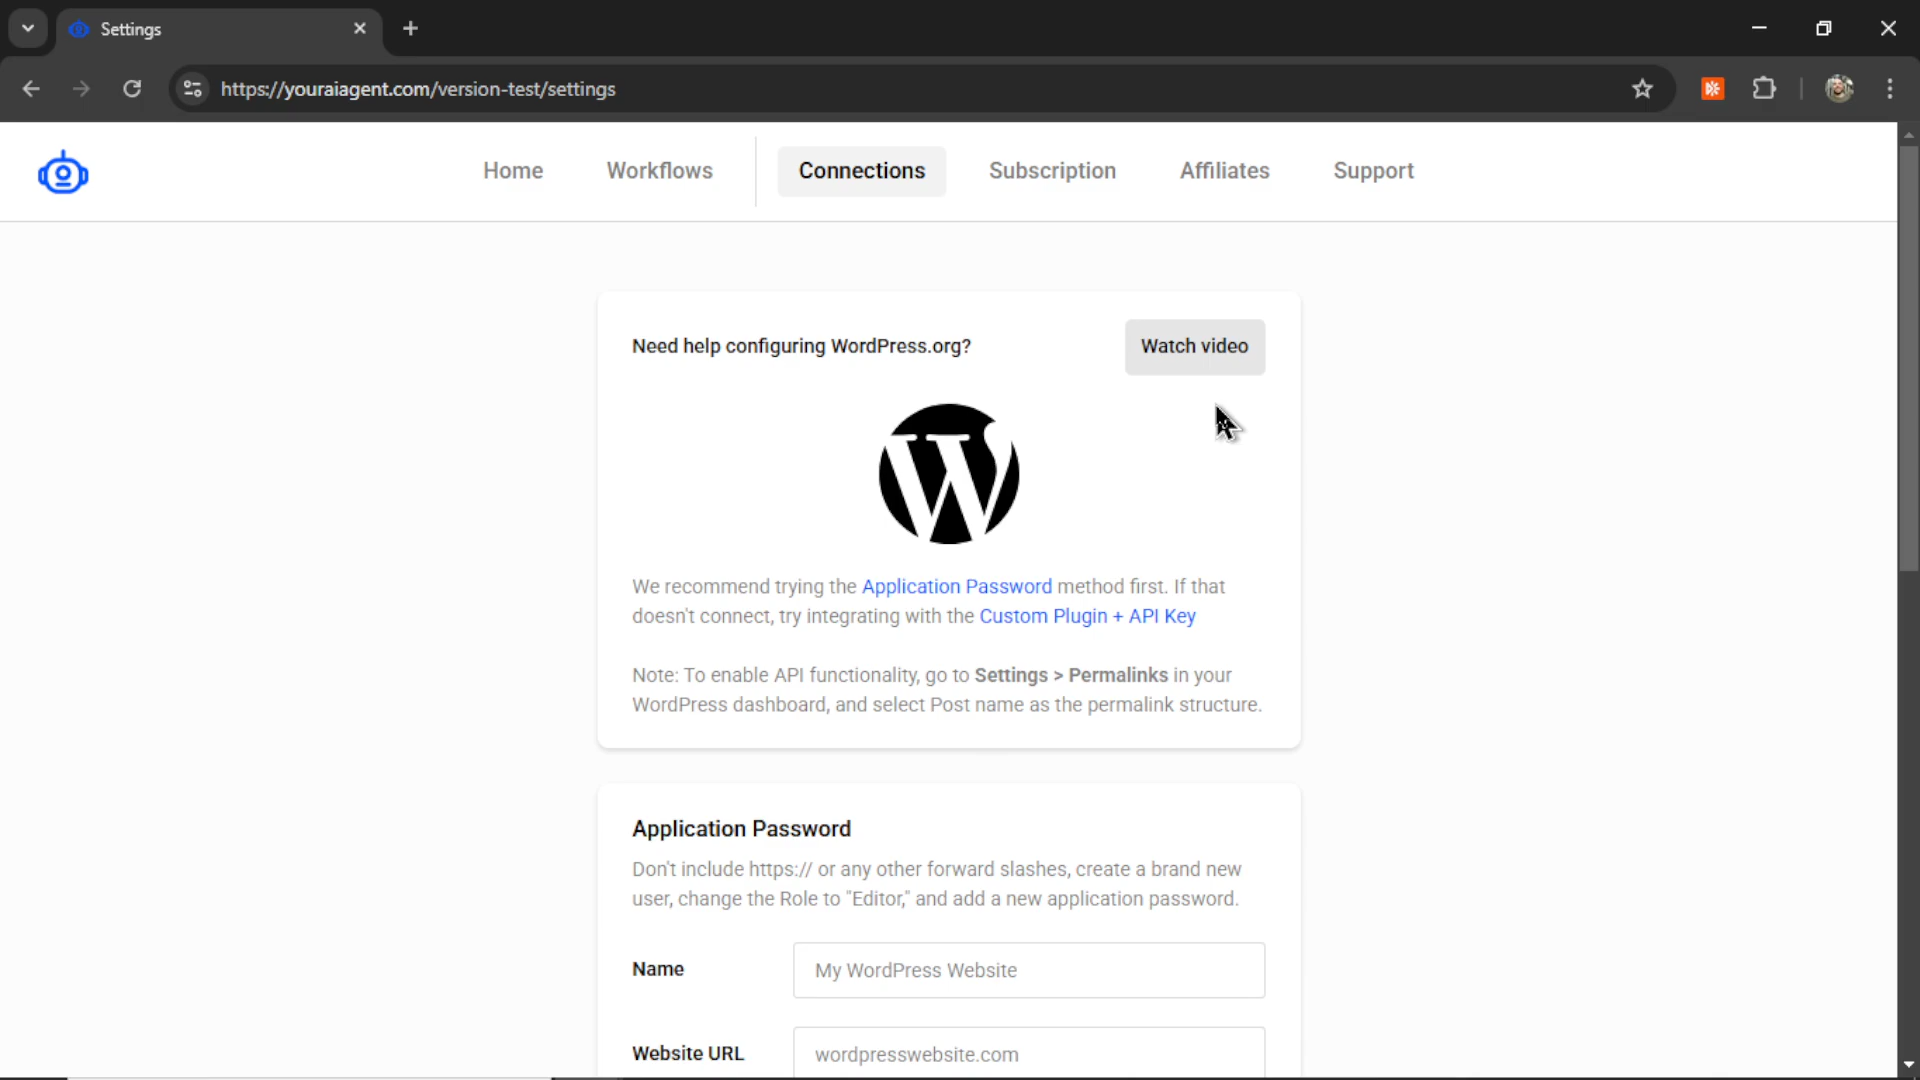 Settings
https://youraiagent.com/version-test/settings
Home
Workflows
Connections
Subscription
Affiliates
Support
Need help configuring WordPress.org?
Watch video
We recommend trying the Application Password method first. If that
doesn't connect, try integrating with the Custom Plugin + API Key
Note: To enable API functionality, go to Settings > Permalinks in your
WordPress dashboard, and select Post name as the permalink structure.
Application Password
Don't include https:// or any other forward slashes, create a brand new
user, change the Role to "Editor," and add a new application password.
Name
My WordPress Website
Website URL
wordpresswebsite.com